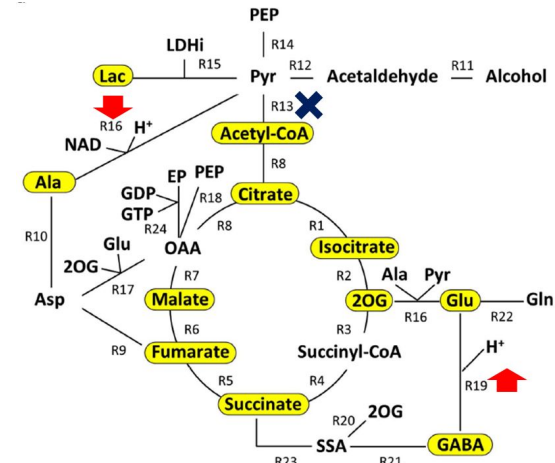 PEP
R14
LDHi
Lac
R15
Pyr
R12
Acetaldehyde
R11
Alcohol
R13
R16
H⁺
NAD
Acetyl-CoA
R8
Ala
EP
PEP
Citrate
GDP
GTP
R18
R8
R24
R1
R10
Glu
OAA
Isocitrate
2OG
R17
R7
R2
Ala
Pyr
Asp
Malate
2OG
R16
Glu
R22
Gln
R6
R3
R9
Fumarate
Succinyl-CoA
H⁺
R5
R4
R19
Succinate
R20
2OG
SSA
GABA
R23
R21